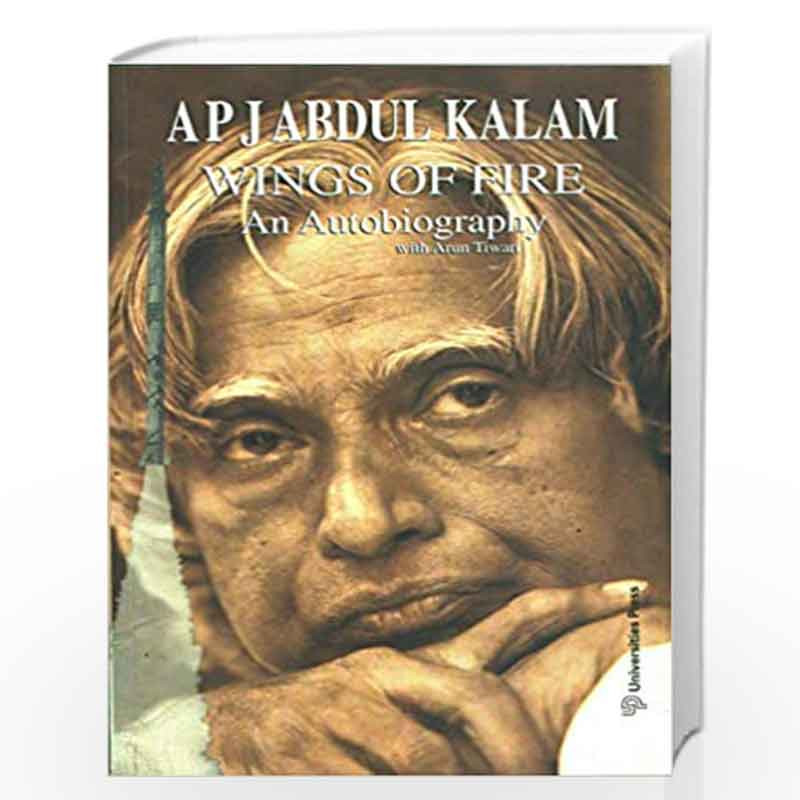 A P J ABDUL KALAM
WINGS OF FIRE
An Autobiography
with Arun Tiwari
Universities Press